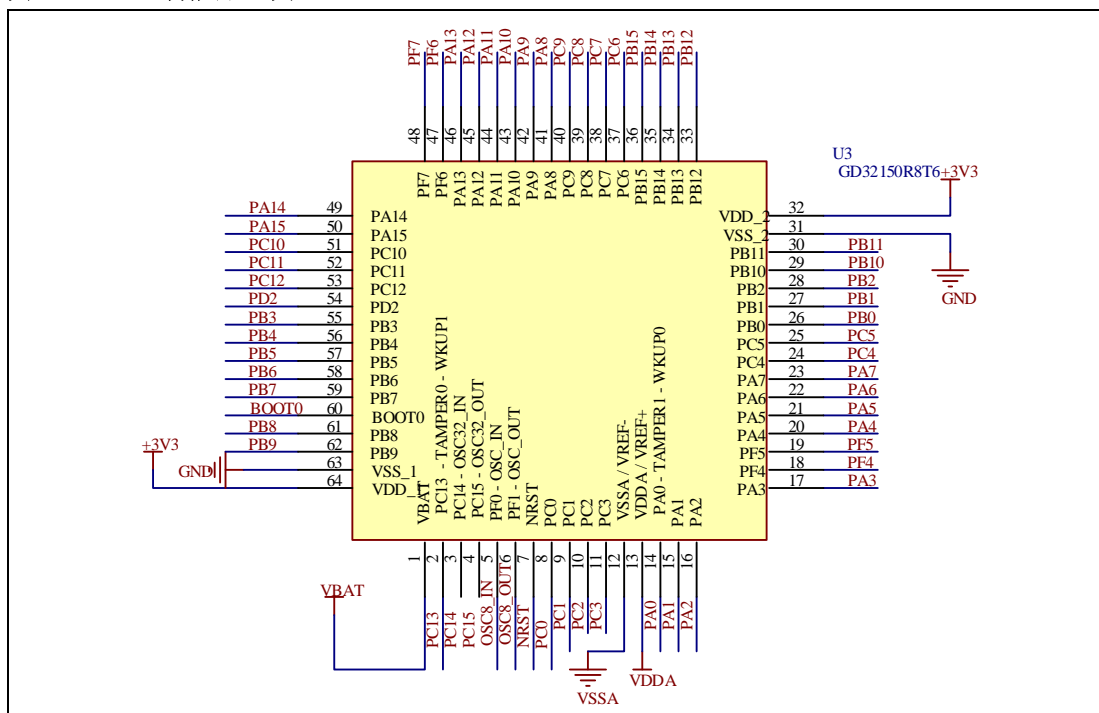 PF7 PF6 PA13 PA12 PA11 PA10 PA9 PA8 PC9 PC8 PC7 PC6 PB15 PB14 PB13 PB12
48 47 46 45 44 43 42 41 40 39 38 37 36 35 34 33
PF7 PF6 PA13 PA12 PA11 PA10 PA9 PA8 PC9 PC8 PC7 PC6 PB15 PB14 PB13 PB12
U3
GD32150R8T6
+3V3
PA14 49 PA14
PA15 50 PA15
PC10 51 PC10
PC11 52 PC11
PC12 53 PC12
PD2 54 PD2
PB3 55 PB3
PB4 56 PB4
PB5 57 PB5
PB6 58 PB6
PB7 59 PB7
BOOT0 60 BOOT0
PB8 61 PB8
PB9 62 PB9
+3V3
GND 63 VSS_1
64 VDD_1
VDD_2 32
VSS_2 31
PB11 30 PB11
PB10 29 PB10
PB2 28 PB2
PB1 27 PB1
PB0 26 PB0
PC5 25 PC5
PC4 24 PC4
PA7 23 PA7
PA6 22 PA6
PA5 21 PA5
PA4 20 PA4
PF5 19 PF5
PF4 18 PF4
PA3 17 PA3
GND
VBAT
PC13 - TAMPER0 - WKUP1
PC14 - OSC32_IN
PC15 - OSC32_OUT
PF0 - OSC_IN
PF1 - OSC_OUT
NRST
PC0
PC1
PC2
PC3
VSSA / VREF-
VDDA / VREF+
PA0 - TAMPER1 - WKUP0
PA1
PA2
1 2 3 4 5 6 7 8 9 10 11 12 13 14 15 16
VBAT
PC13
PC14
PC15
OSC8_IN
OSC8_OUT
NRST
PC0
PC1
PC2
PC3
VSSA
VDDA
PA0
PA1
PA2